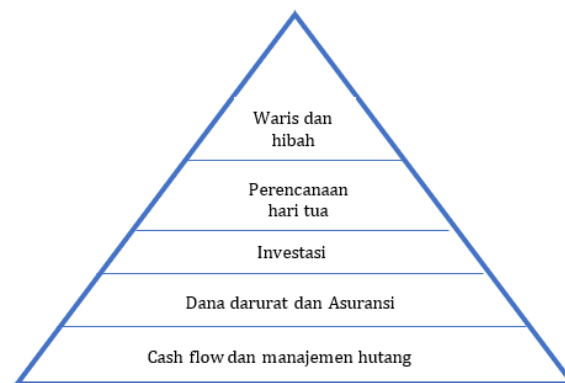 Waris dan
hibah
Perencanaan
hari tua
Investasi
Dana darurat dan Asuransi
Cash flow dan manajemen hutang